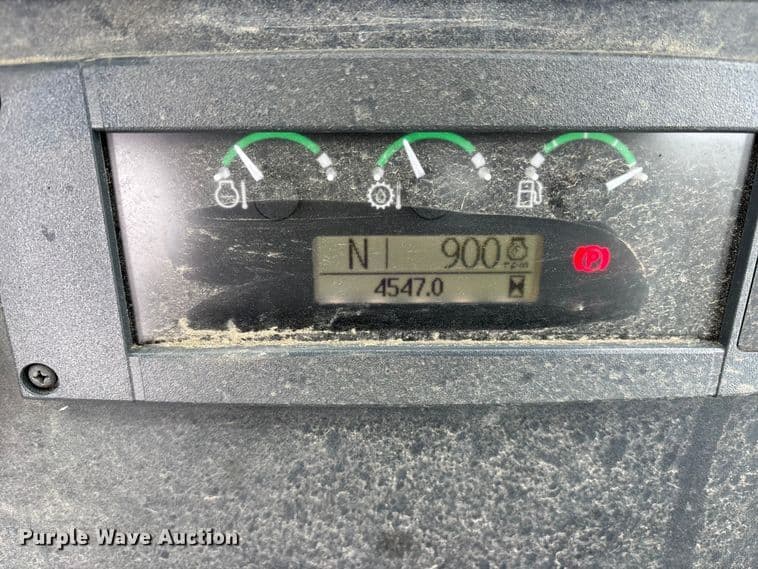 N 900
rpm
4547.0
P
Purple Wave Auction